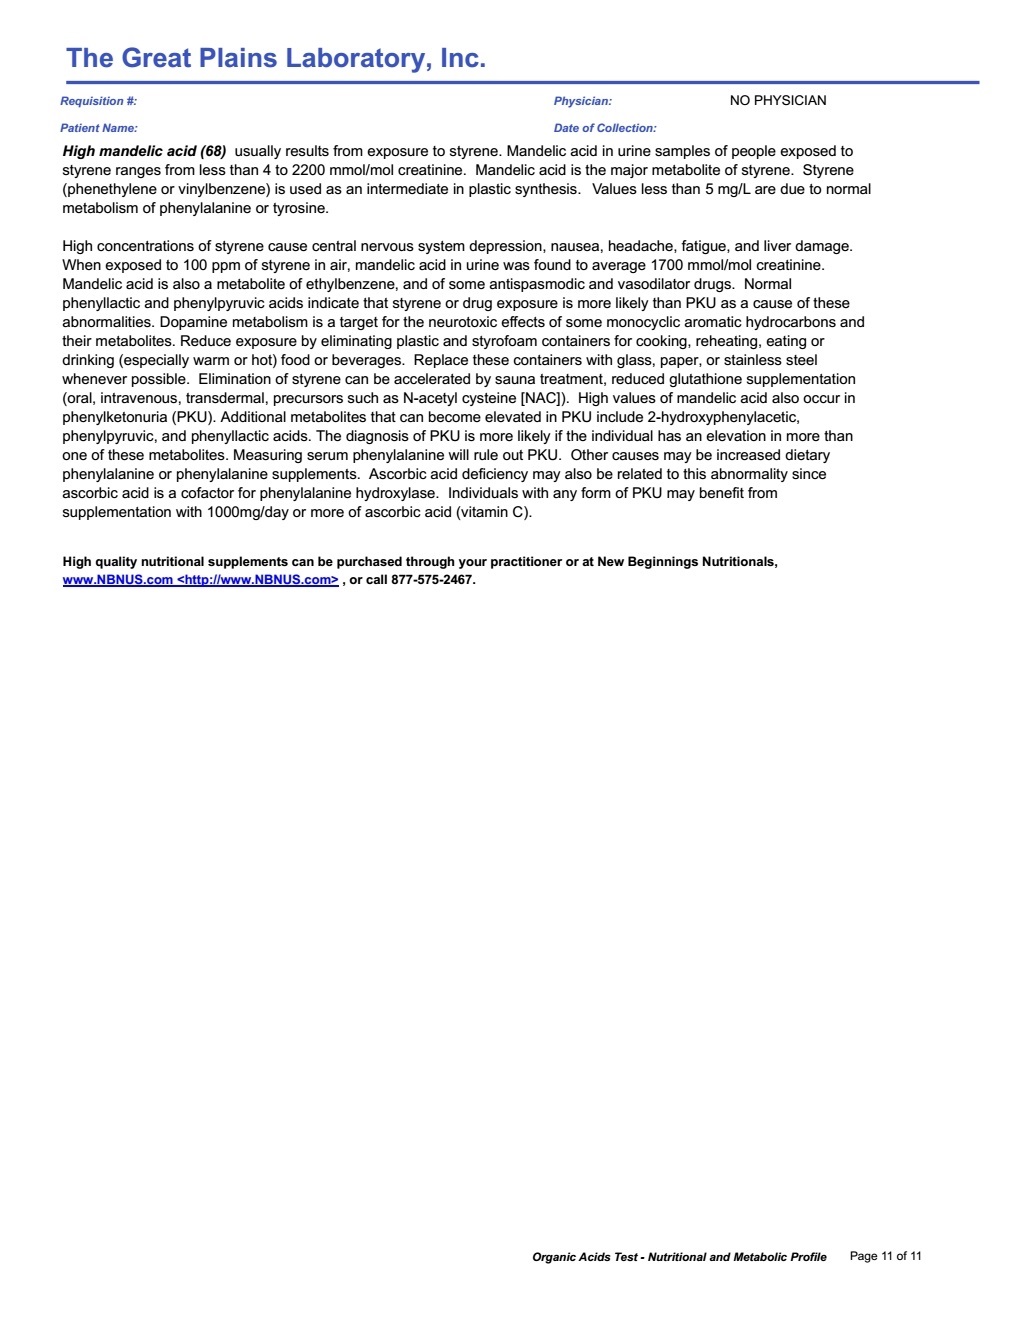 The Great Plains Laboratory, Inc.
Requisition #: Physician: NO PHYSICIAN
Patient Name: Date of Collection:
High mandelic acid (68) usually results from exposure to styrene. Mandelic acid in urine samples of people exposed to
styrene ranges from less than 4 to 2200 mmol/mol creatinine. Mandelic acid is the major metabolite of styrene. Styrene
(phenethylene or vinylbenzene) is used as an intermediate in plastic synthesis. Values less than 5 mg/L are due to normal
metabolism of phenylalanine or tyrosine.
High concentrations of styrene cause central nervous system depression, nausea, headache, fatigue, and liver damage.
When exposed to 100 ppm of styrene in air, mandelic acid in urine was found to average 1700 mmol/mol creatinine.
Mandelic acid is also a metabolite of ethylbenzene, and of some antispasmodic and vasodilator drugs. Normal
phenyllactic and phenylpyruvic acids indicate that styrene or drug exposure is more likely than PKU as a cause of these
abnormalities. Dopamine metabolism is a target for the neurotoxic effects of some monocyclic aromatic hydrocarbons and
their metabolites. Reduce exposure by eliminating plastic and styrofoam containers for cooking, reheating, eating or
drinking (especially warm or hot) food or beverages. Replace these containers with glass, paper, or stainless steel
whenever possible. Elimination of styrene can be accelerated by sauna treatment, reduced glutathione supplementation
(oral, intravenous, transdermal, precursors such as N-acetyl cysteine [NAC]). High values of mandelic acid also occur in
phenylketonuria (PKU). Additional metabolites that can become elevated in PKU include 2-hydroxyphenylacetic,
phenylpyruvic, and phenyllactic acids. The diagnosis of PKU is more likely if the individual has an elevation in more than
one of these metabolites. Measuring serum phenylalanine will rule out PKU. Other causes may be increased dietary
phenylalanine or phenylalanine supplements. Ascorbic acid deficiency may also be related to this abnormality since
ascorbic acid is a cofactor for phenylalanine hydroxylase. Individuals with any form of PKU may benefit from
supplementation with 1000mg/day or more of ascorbic acid (vitamin C).
High quality nutritional supplements can be purchased through your practitioner or at New Beginnings Nutritionals,
www.NBNUS.com <http://www.NBNUS.com> , or call 877-575-2467.
Organic Acids Test - Nutritional and Metabolic Profile Page 11 of 11